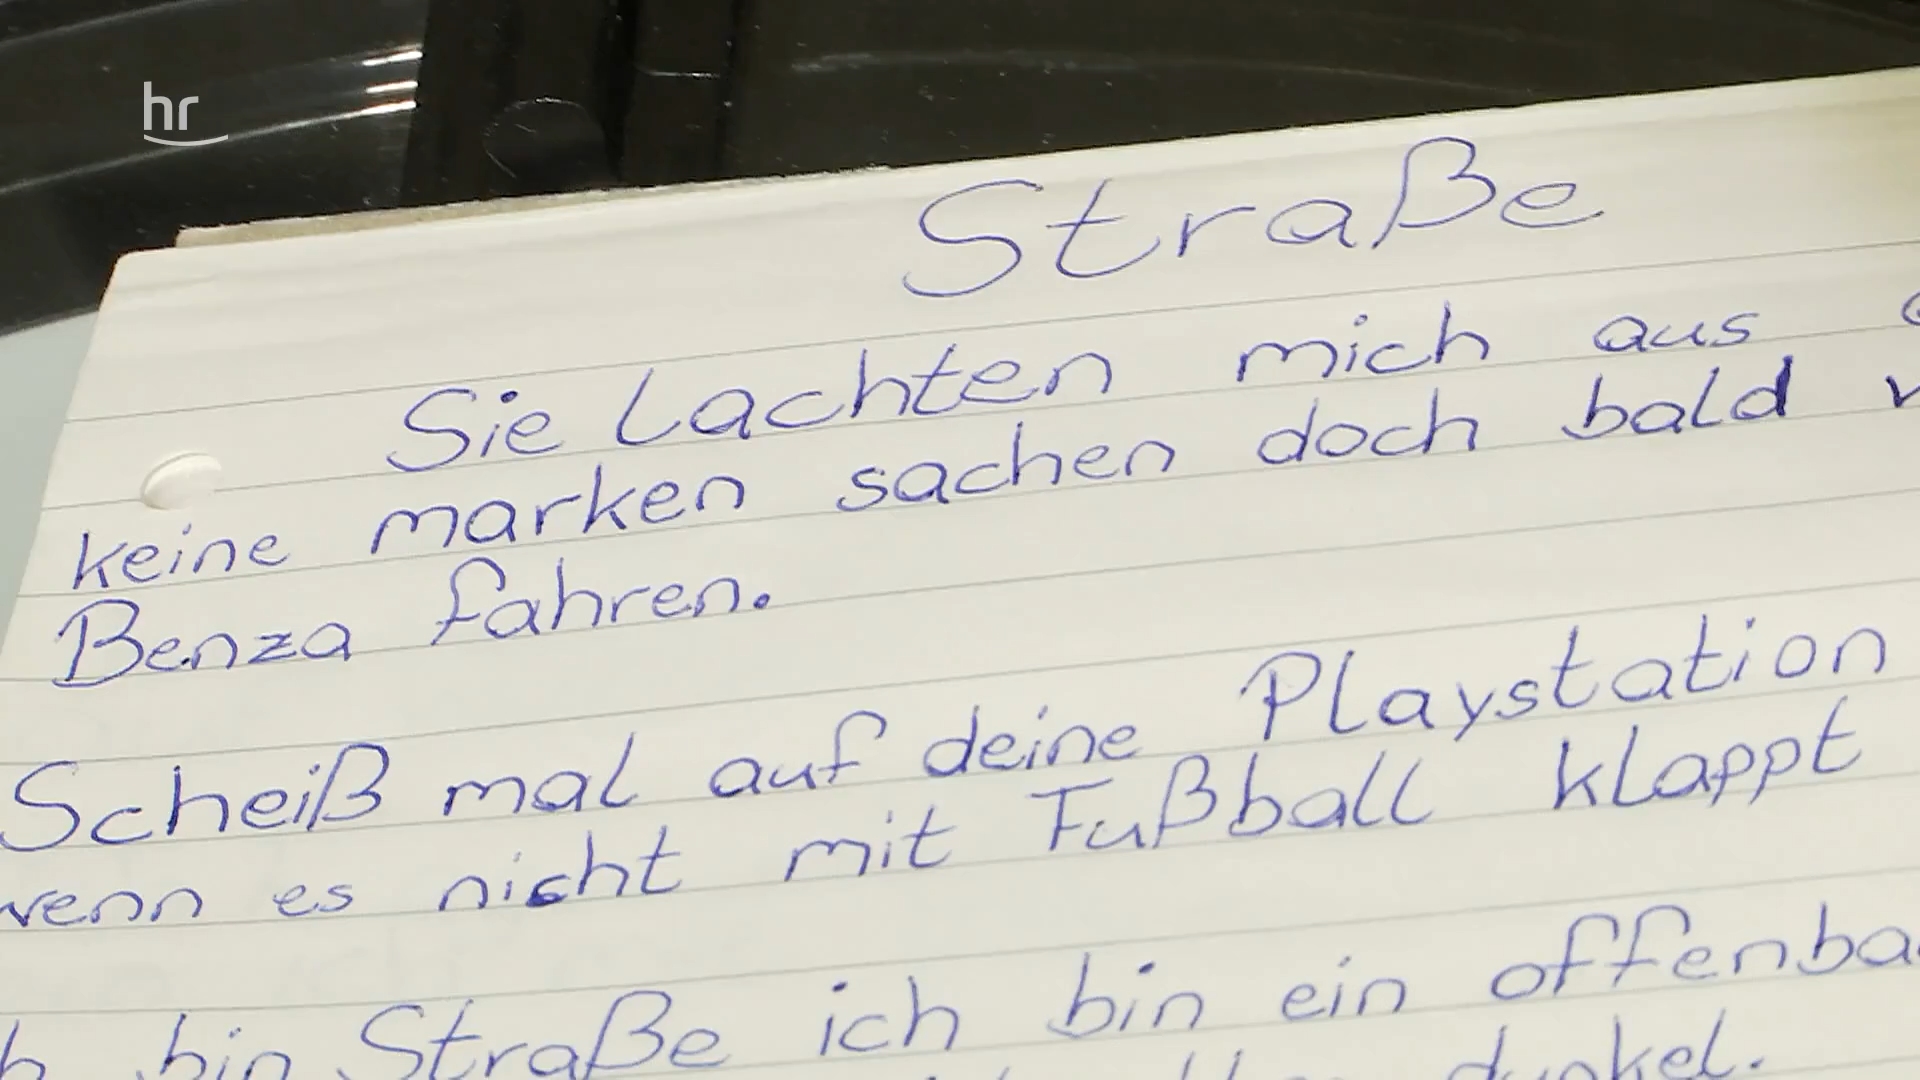 hr
Straße
Sie Lachten mich aus
keine marken sachen doch bald
Benza fahren.
Scheiß mal auf deine Playstation
wenn es nicht mit Fußball klappt
bin Straße ich bin ein offenba
dunkel.